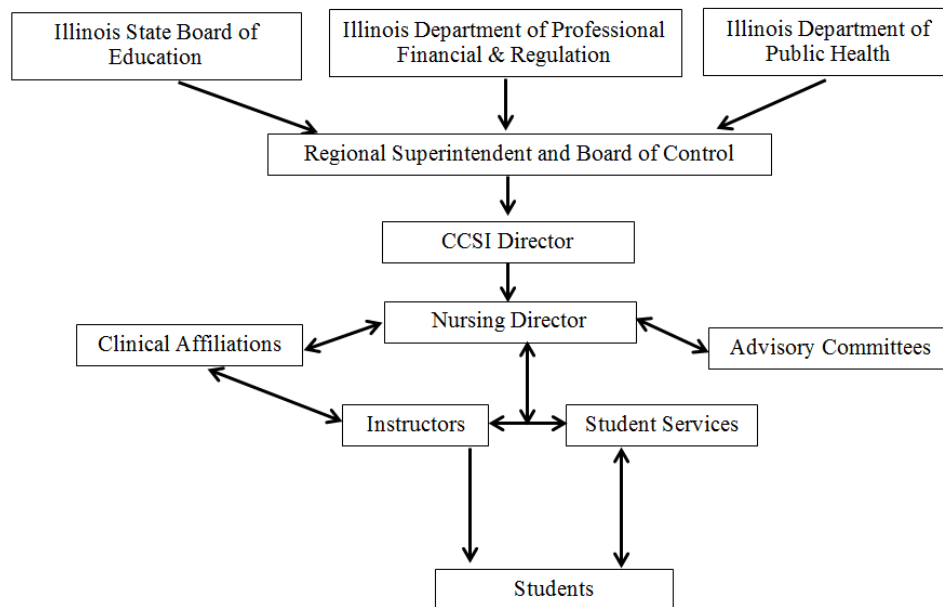 Illinois State Board of
Education
Illinois Department of Professional
Financial & Regulation
Illinois Department of
Public Health
Regional Superintendent and Board of Control
CCSI Director
Nursing Director
Clinical Affiliations
Advisory Committees
Instructors
Student Services
Students